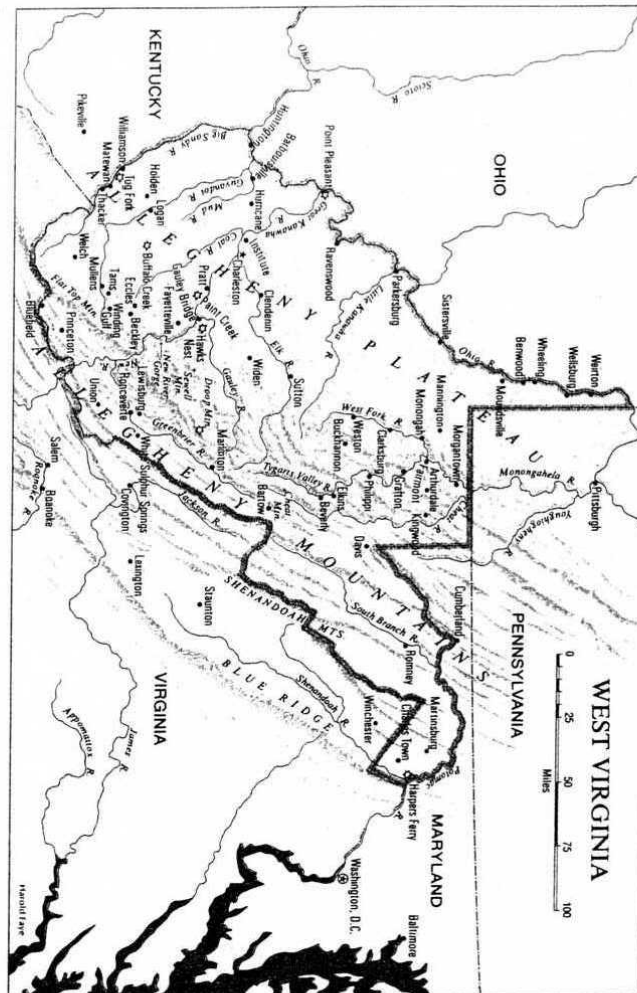 WEST VIRGINIA
0 25 50 75 100
Miles
OHIO
PENNSYLVANIA
MARYLAND
KENTUCKY
VIRGINIA
ALLEGHENY PLATEAU
ALLEGHENY MOUNTAINS
SHENANDOAH MTS.
BLUE RIDGE
Scioto R.
Ohio R.
Ohio R.
Pittsburgh
Weirton
Wellsburg
Wheeling
Benwood
Moundsville
Sistersville
Parkersburg
Ravenswood
Point Pleasant
Huntington
Barboursville
Hurricane
Institute
Charleston
Clendenin
Sutton
Widen
Pratt
Paint Creek
Gauley Bridge
Hawks Nest
Fayetteville
Buffalo Creek
Eccles
Beckley
Winding Gulf
Tams
Mullens
Welch
Princeton
Bluefield
Flat Top Mtn.
Logan
Holden
Williamson
Tug Fork
Matewan
Thacker
Pikeville
Big Sandy R.
Guyandot R.
Mud R.
Coal R.
Great Kanawha R.
Little Kanawha R.
Elk R.
Gauley R.
New River Gorge
Sewell Mtn.
Droop Mtn.
Greenbrier R.
Marlinton
Lewisburg
Ronceverte
Union
White Sulphur Springs
Covington
Jackson R.
Lexington
Staunton
Salem
Roanoke
Roanoke R.
Mannington
Monongah
Morgantown
Fairmont
Arthurdale
Kingwood
Grafton
Clarksburg
Weston
Buckhannon
Philippi
Elkins
Beverly
Bartow
Cheat Mtn.
West Fork R.
Tygarts Valley R.
Cheat R.
Monongahela R.
Youghiogheny R.
Davis
Cumberland
South Branch R.
Romney
Martinsburg
Charles Town
Harpers Ferry
Winchester
Potomac R.
Shenandoah R.
Washington, D.C.
Baltimore
James R.
Appomattox R.
Harold Faye